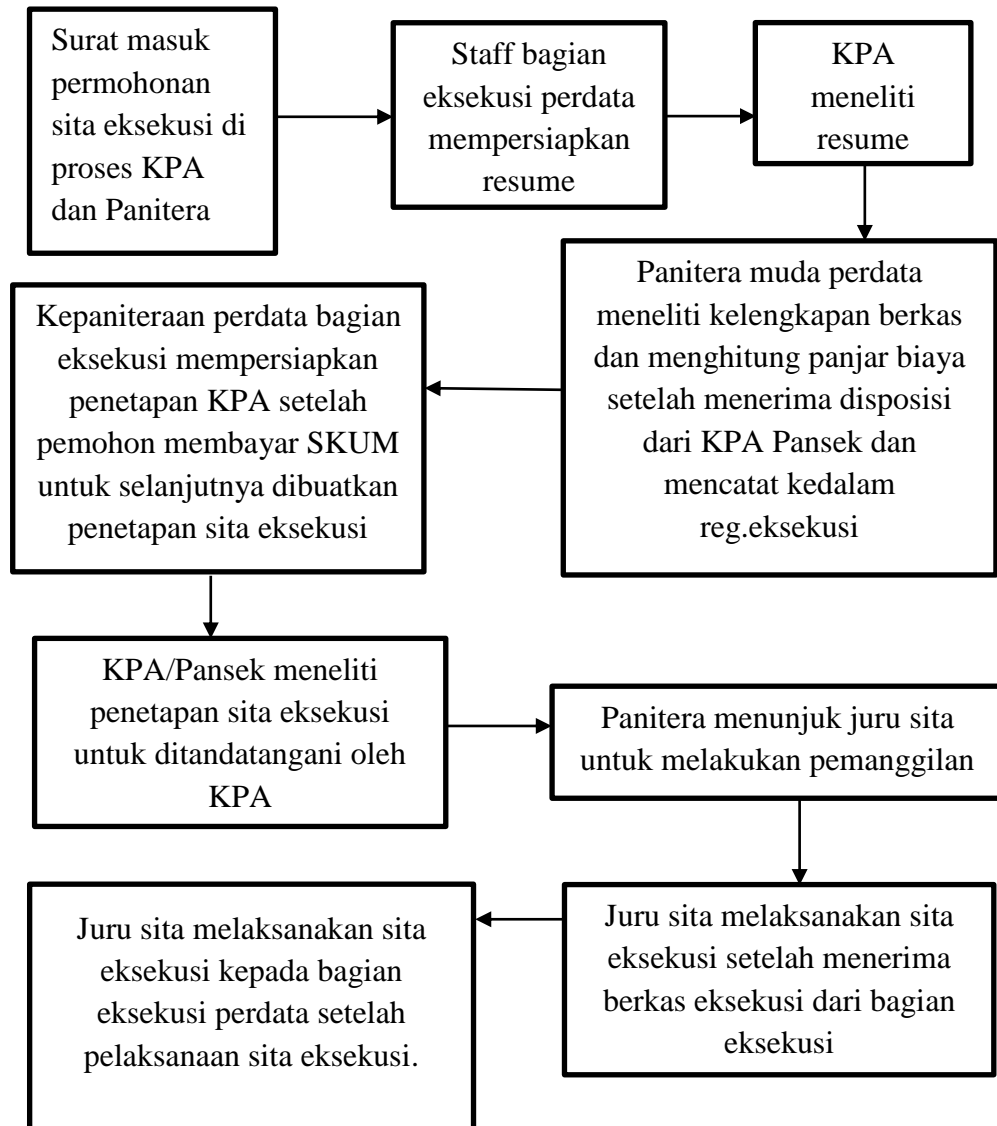 Surat masuk
permohonan
sita eksekusi di
proses KPA
dan Panitera
Staff bagian
eksekusi perdata
mempersiapkan
resume
KPA
meneliti
resume
Panitera muda perdata
meneliti kelengkapan berkas
dan menghitung panjar biaya
setelah menerima disposisi
dari KPA Pansek dan
mencatat kedalam
reg.eksekusi
Kepaniteraan perdata bagian
eksekusi mempersiapkan
penetapan KPA setelah
pemohon membayar SKUM
untuk selanjutnya dibuatkan
penetapan sita eksekusi
KPA/Pansek meneliti
penetapan sita eksekusi
untuk ditandatangani oleh
KPA
Panitera menunjuk juru sita
untuk melakukan pemanggilan
Juru sita melaksanakan sita
eksekusi setelah menerima
berkas eksekusi dari bagian
eksekusi
Juru sita melaksanakan sita
eksekusi kepada bagian
eksekusi perdata setelah
pelaksanaan sita eksekusi.